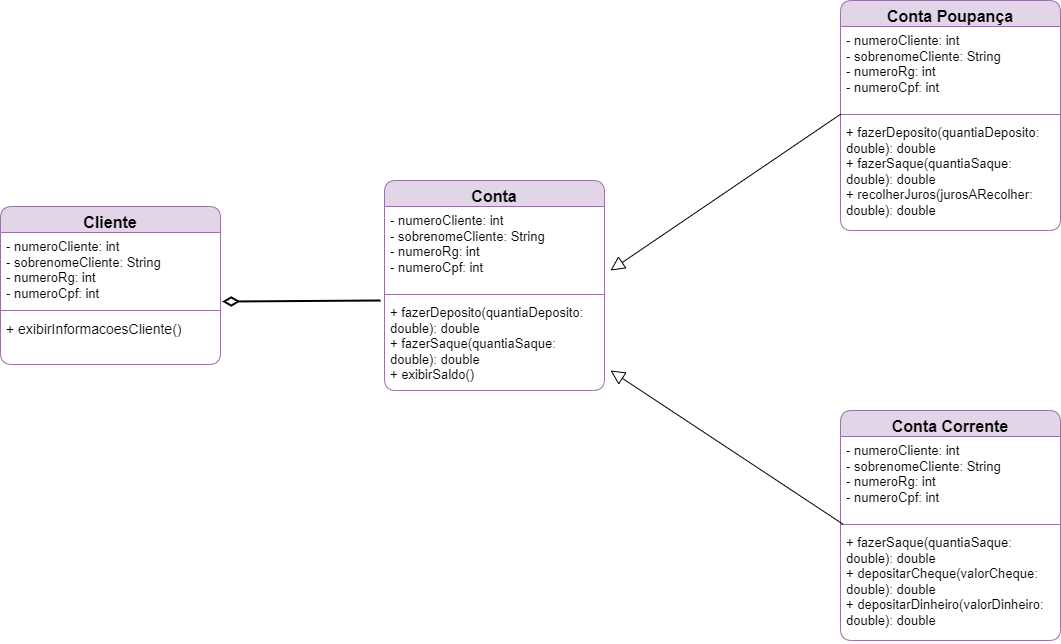 Cliente
- numeroCliente: int
- sobrenomeCliente: String
- numeroRg: int
- numeroCpf: int
+ exibirInformacoesCliente()
Conta
- numeroCliente: int
- sobrenomeCliente: String
- numeroRg: int
- numeroCpf: int
+ fazerDeposito(quantiaDeposito:
double): double
+ fazerSaque(quantiaSaque:
double): double
+ exibirSaldo()
Conta Poupança
- numeroCliente: int
- sobrenomeCliente: String
- numeroRg: int
- numeroCpf: int
+ fazerDeposito(quantiaDeposito:
double): double
+ fazerSaque(quantiaSaque:
double): double
+ recolherJuros(jurosARecolher:
double): double
Conta Corrente
- numeroCliente: int
- sobrenomeCliente: String
- numeroRg: int
- numeroCpf: int
+ fazerSaque(quantiaSaque:
double): double
+ depositarCheque(valorCheque:
double): double
+ depositarDinheiro(valorDinheiro:
double): double